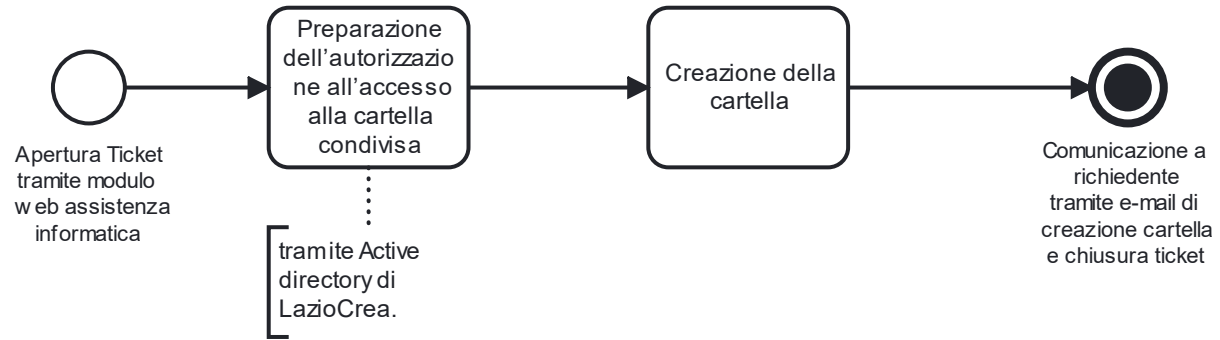 Apertura Ticket
tramite modulo
web assistenza
informatica
Preparazione
dell’autorizzazio
ne all’accesso
alla cartella
condivisa
tramite Active
directory di
LazioCrea.
Creazione della
cartella
Comunicazione a
richiedente
tramite e-mail di
creazione cartella
e chiusura ticket